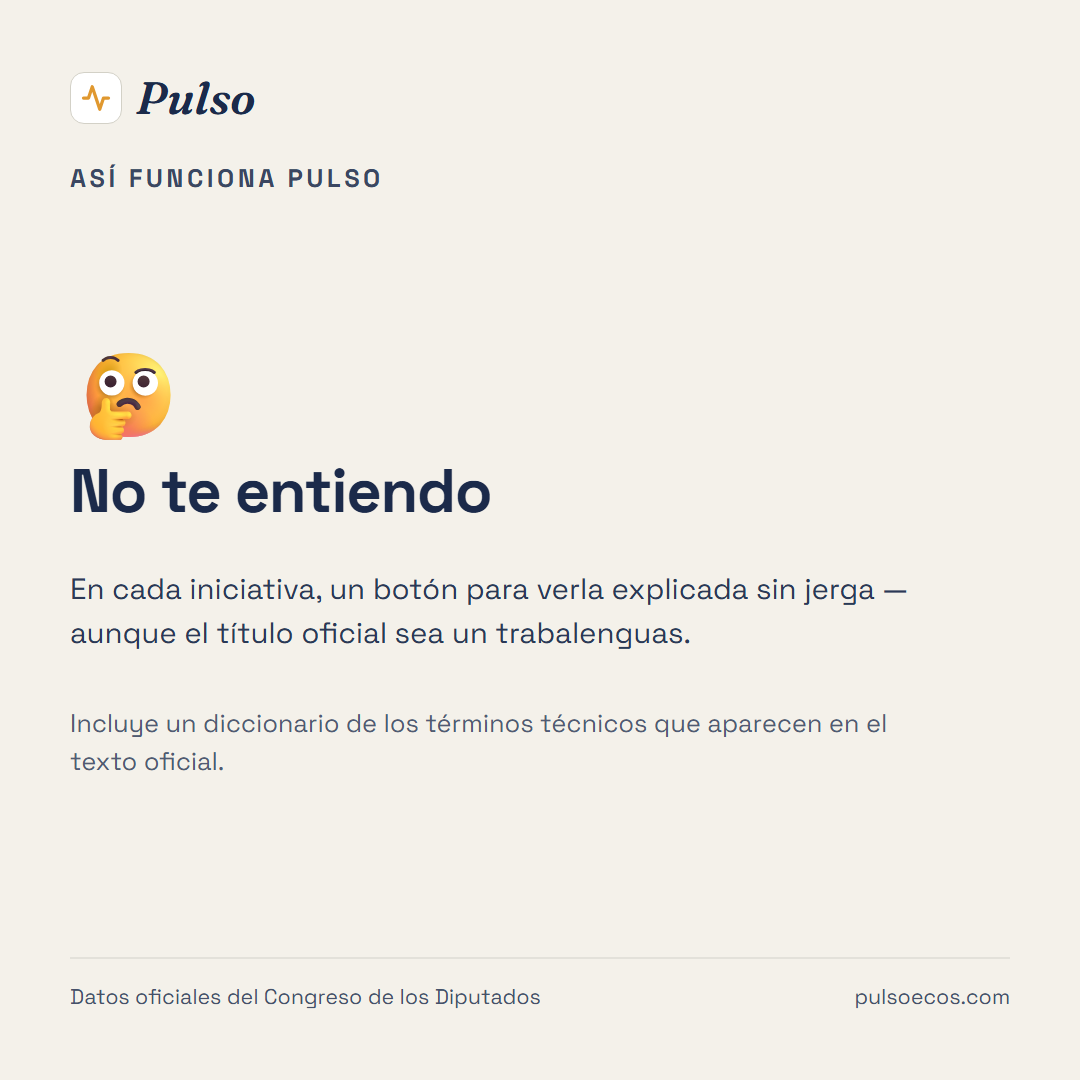 Pulso
ASÍ FUNCIONA PULSO
No te entiendo
En cada iniciativa, un botón para verla explicada sin jerga —
aunque el título oficial sea un trabalenguas.
Incluye un diccionario de los términos técnicos que aparecen en el
texto oficial.
Datos oficiales del Congreso de los Diputados
pulsoecos.com